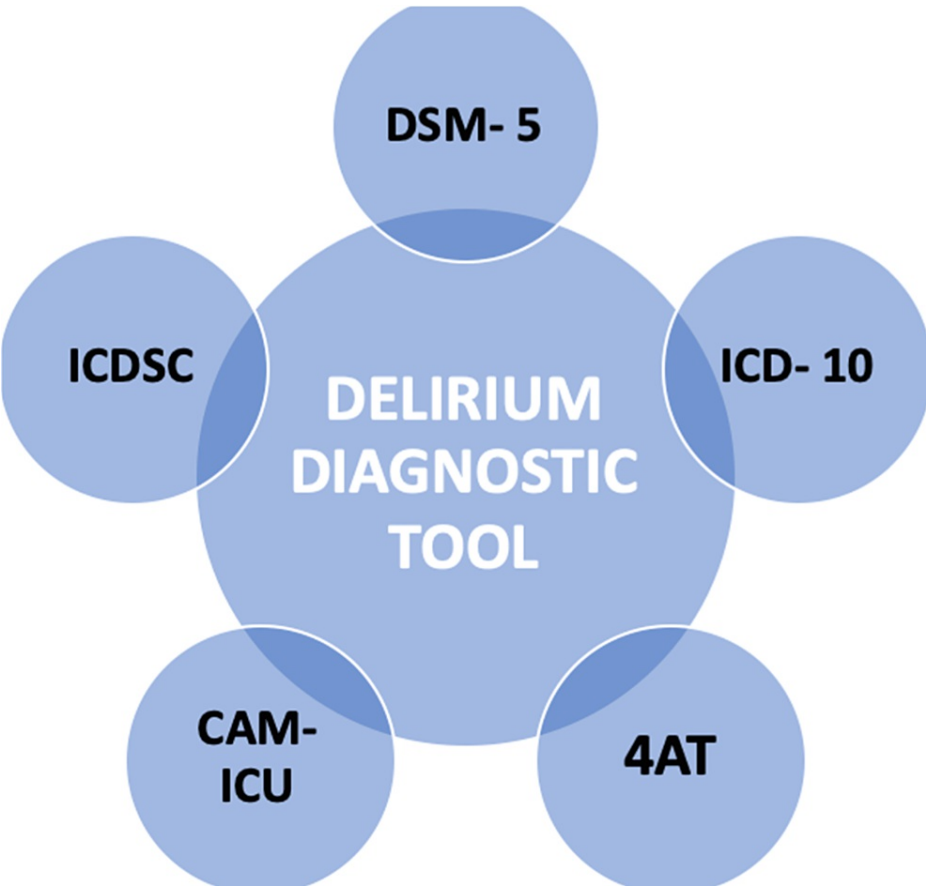 DSM- 5
ICDSC
ICD- 10
DELIRIUM
DIAGNOSTIC
TOOL
CAM-
ICU
4AT